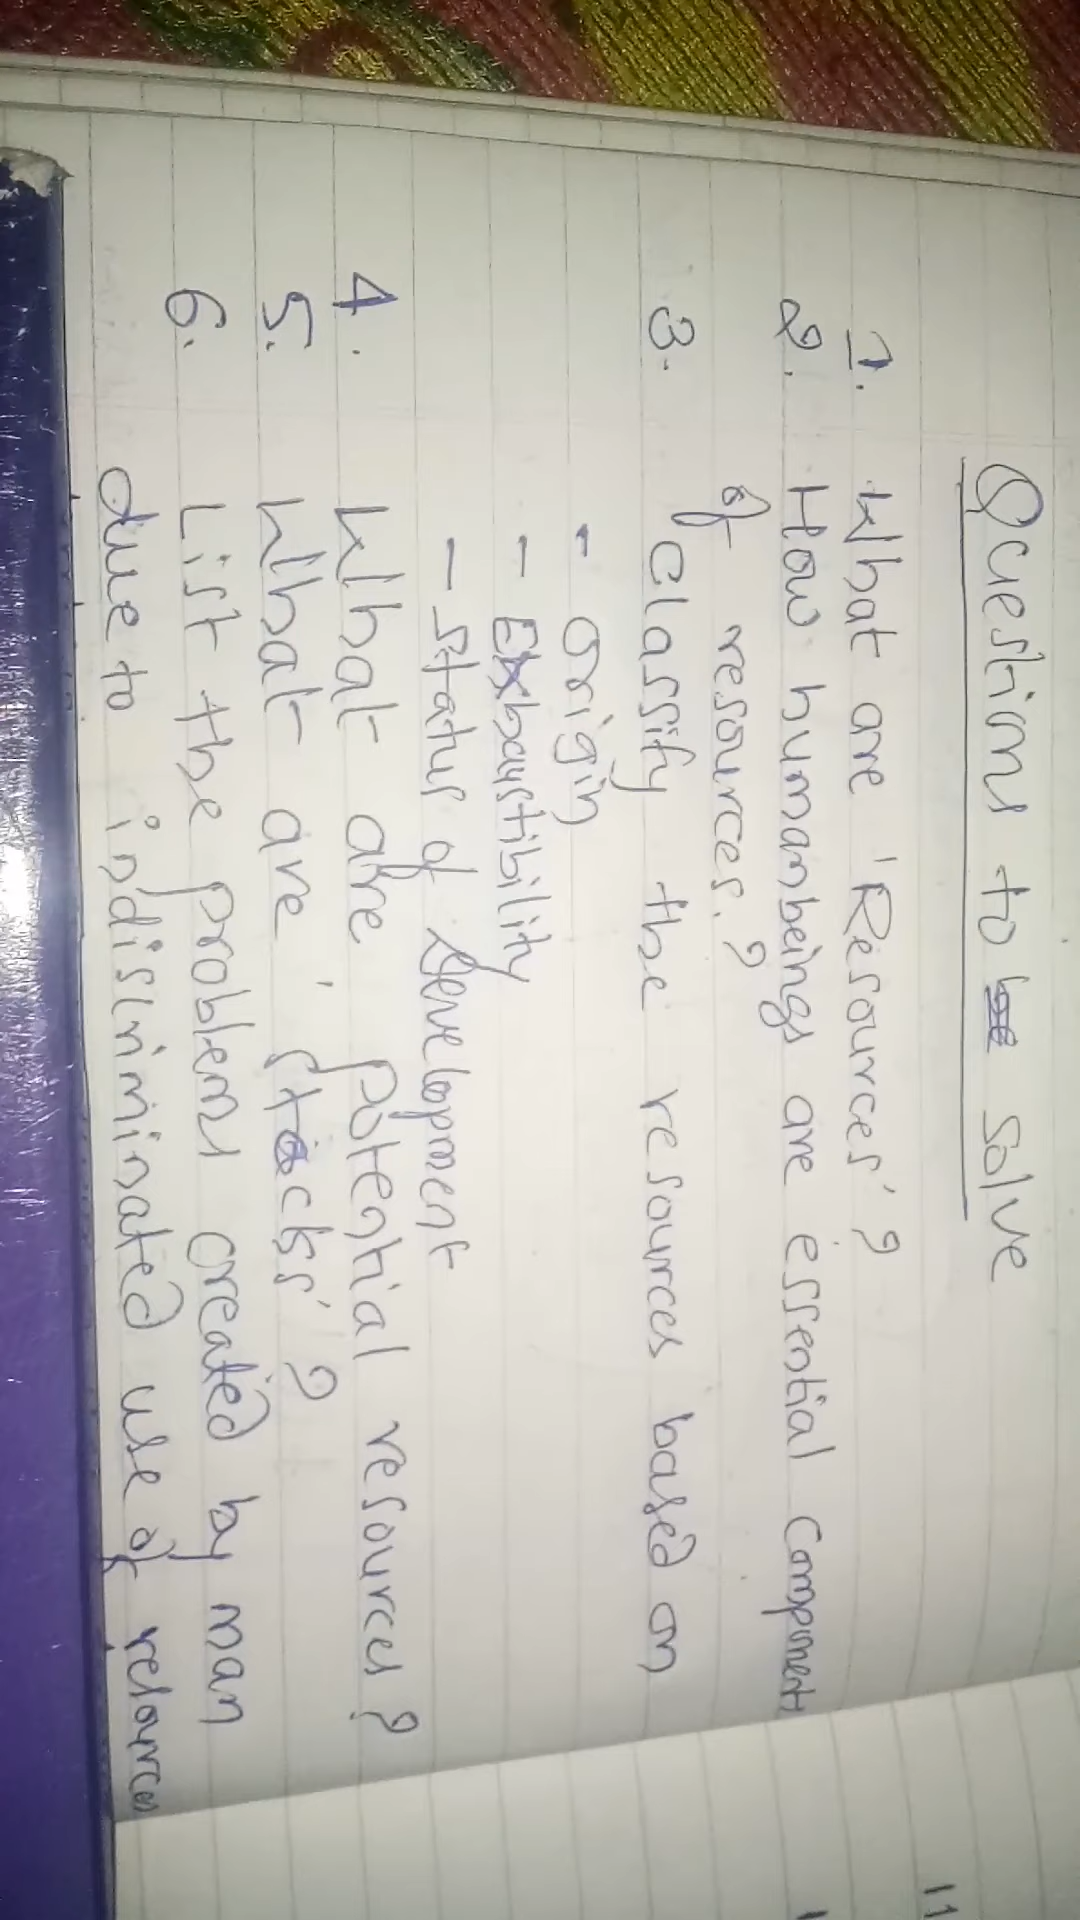 Questions to solve
1. What are 'Resources'?
2. How humanbeings are essential components
of resources?
3. Classify the resources based on
- Origin
- Exhaustibility
- Status of Development
4. What are Potential resources?
5. What are 'stocks'?
6. List the problems created by man
due to indiscriminated use of resources
11